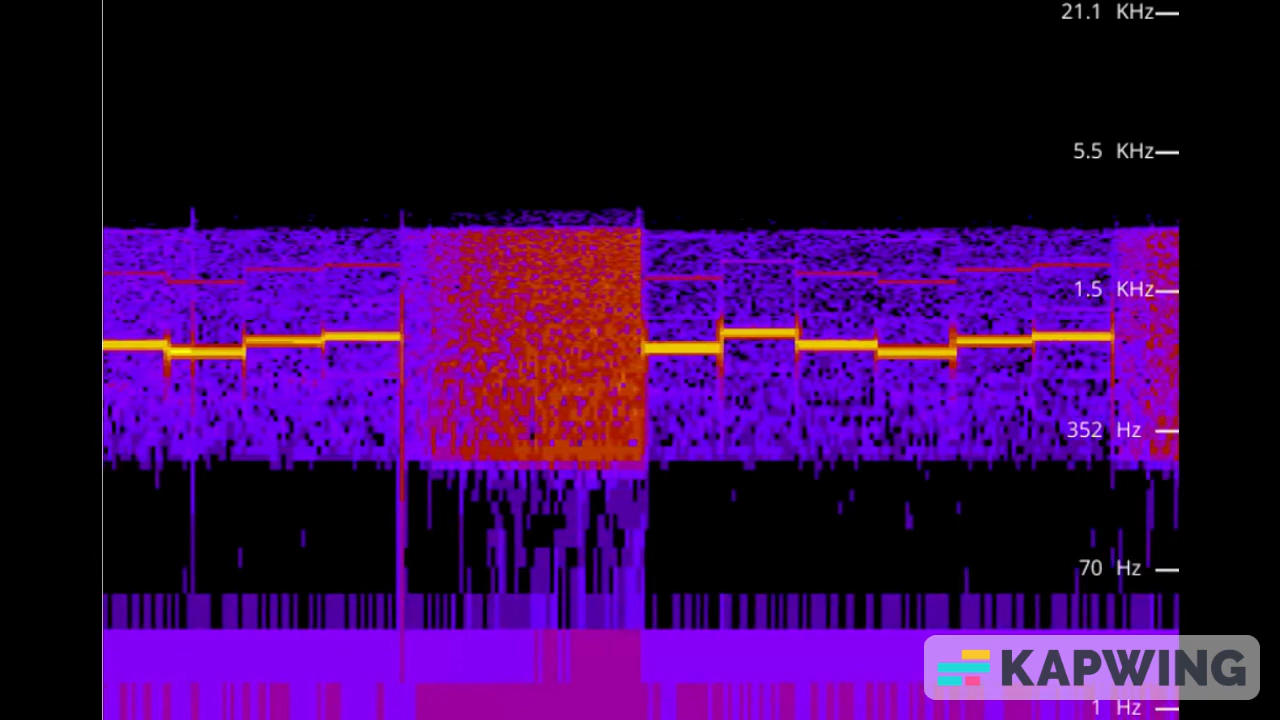 21.1 KHz
5.5 KHz
1.5 KHz
352 Hz
70 Hz
KAPWING
1 Hz